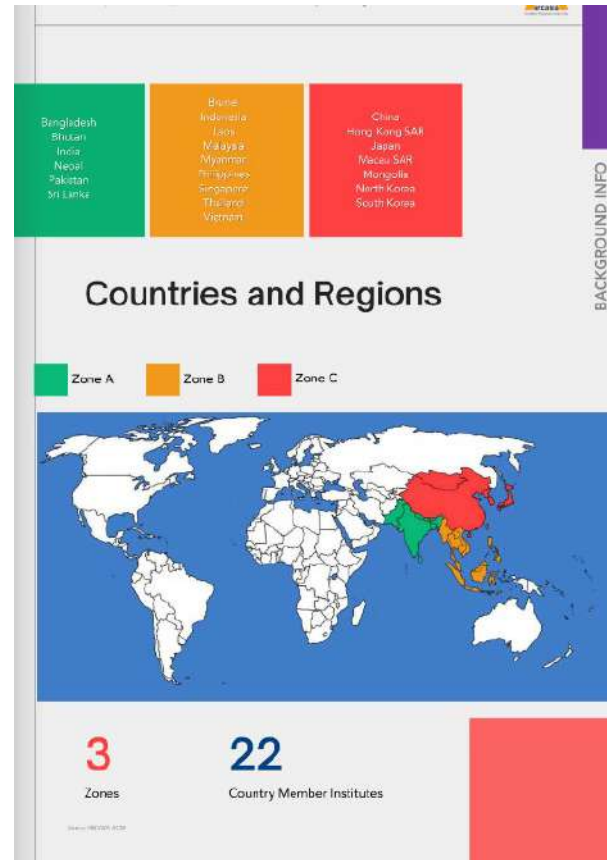 Bangladesh
Bhutan
India
Nepal
Pakistan
Sri Lanka
Brunei
Indonesia
Laos
Malaysia
Myanmar
Philippines
Singapore
Thailand
Vietnam
China
Hong Kong SAR
Japan
Macau SAR
Mongolia
North Korea
South Korea
BACKGROUND INFO
Countries and Regions
Zone A
Zone B
Zone C
3
Zones
22
Country Member Institutes